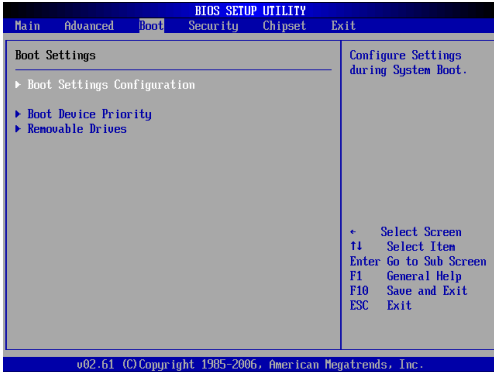 BIOS SETUP UTILITY
Main Advanced Boot Security Chipset Exit
Boot Settings
▶ Boot Settings Configuration
▶ Boot Device Priority
▶ Removable Drives
Configure Settings
during System Boot.
← Select Screen
↑↓ Select Item
Enter Go to Sub Screen
F1 General Help
F10 Save and Exit
ESC Exit
v02.61 (C)Copyright 1985-2006, American Megatrends, Inc.